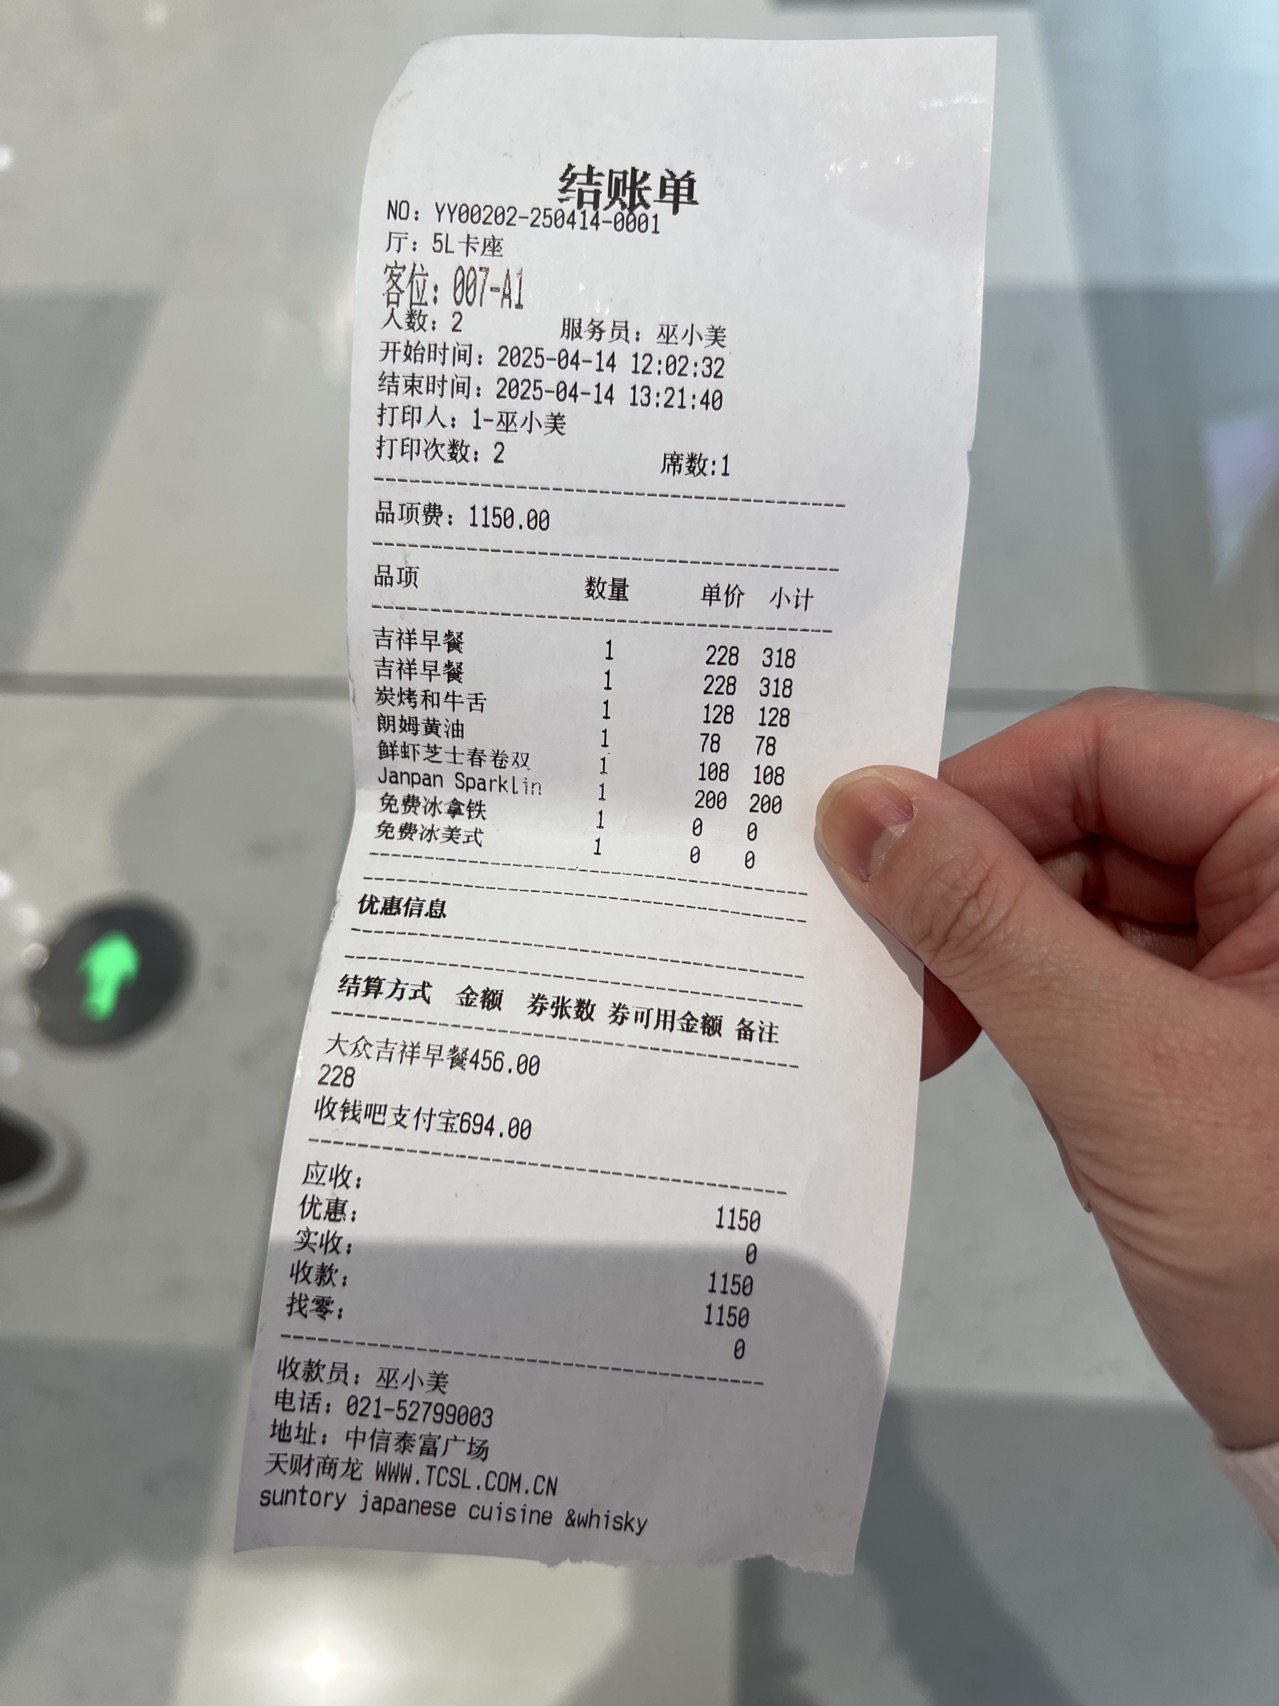 结账单
NO: YY00202-250414-0001
厅: 5L卡座
客位: 007-A1
人数: 2 服务员: 巫小美
开始时间: 2025-04-14 12:02:32
结束时间: 2025-04-14 13:21:40
打印人: 1-巫小美
打印次数: 2 席数:1
品项费: 1150.00
品项 数量 单价 小计
吉祥早餐 1 228 318
吉祥早餐 1 228 318
炭烤和牛舌 1 128 128
朗姆黄油 1 78 78
鲜虾芝士春卷双 1 108 108
Janpan Sparklin 1 200 200
免费冰拿铁 1 0 0
免费冰美式 1 0 0
优惠信息
结算方式 金额 券张数 券可用金额 备注
大众吉祥早餐456.00
228
收钱吧支付宝694.00
应收: 1150
优惠: 0
实收: 1150
收款: 1150
找零: 0
收款员: 巫小美
电话: 021-52799003
地址: 中信泰富广场
天财商龙 WWW.TCSL.COM.CN
suntory japanese cuisine &whisky